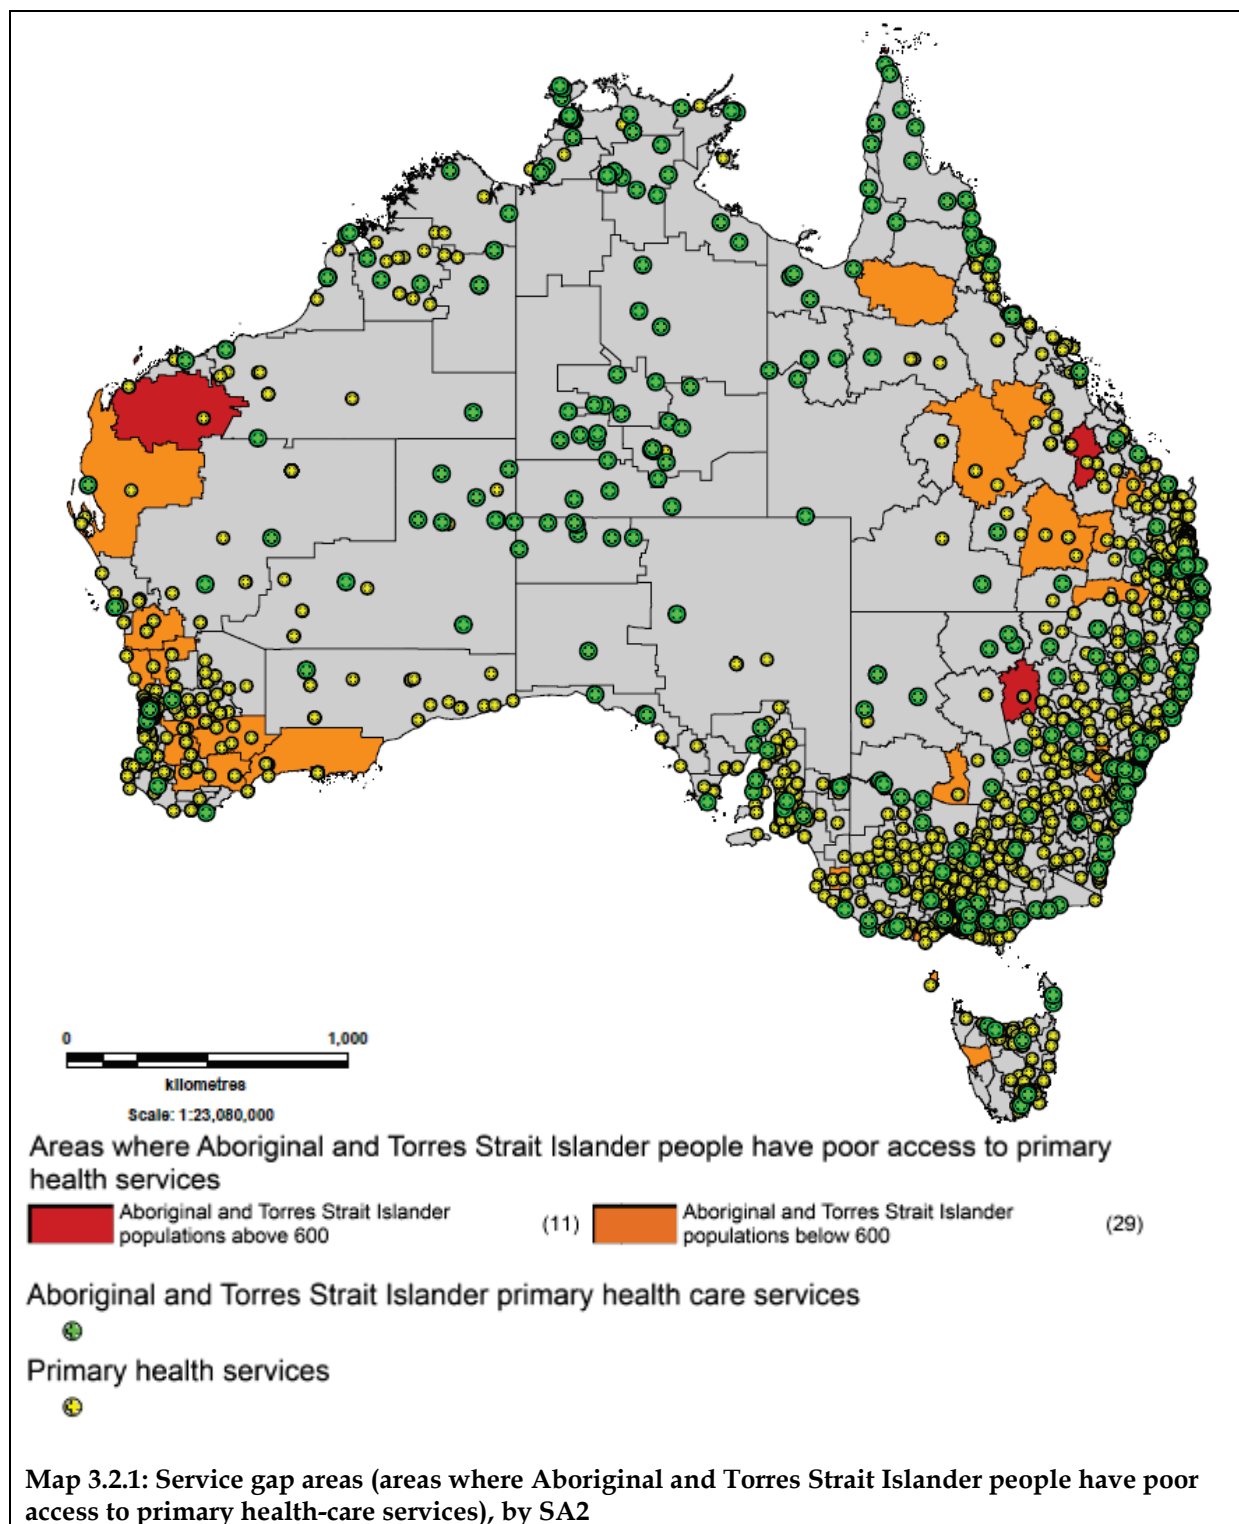 0 1,000
kilometres
Scale: 1:23,080,000
Areas where Aboriginal and Torres Strait Islander people have poor access to primary
health services
Aboriginal and Torres Strait Islander
populations above 600
(11)
Aboriginal and Torres Strait Islander
populations below 600
(29)
Aboriginal and Torres Strait Islander primary health care services
Primary health services
Map 3.2.1: Service gap areas (areas where Aboriginal and Torres Strait Islander people have poor
access to primary health-care services), by SA2